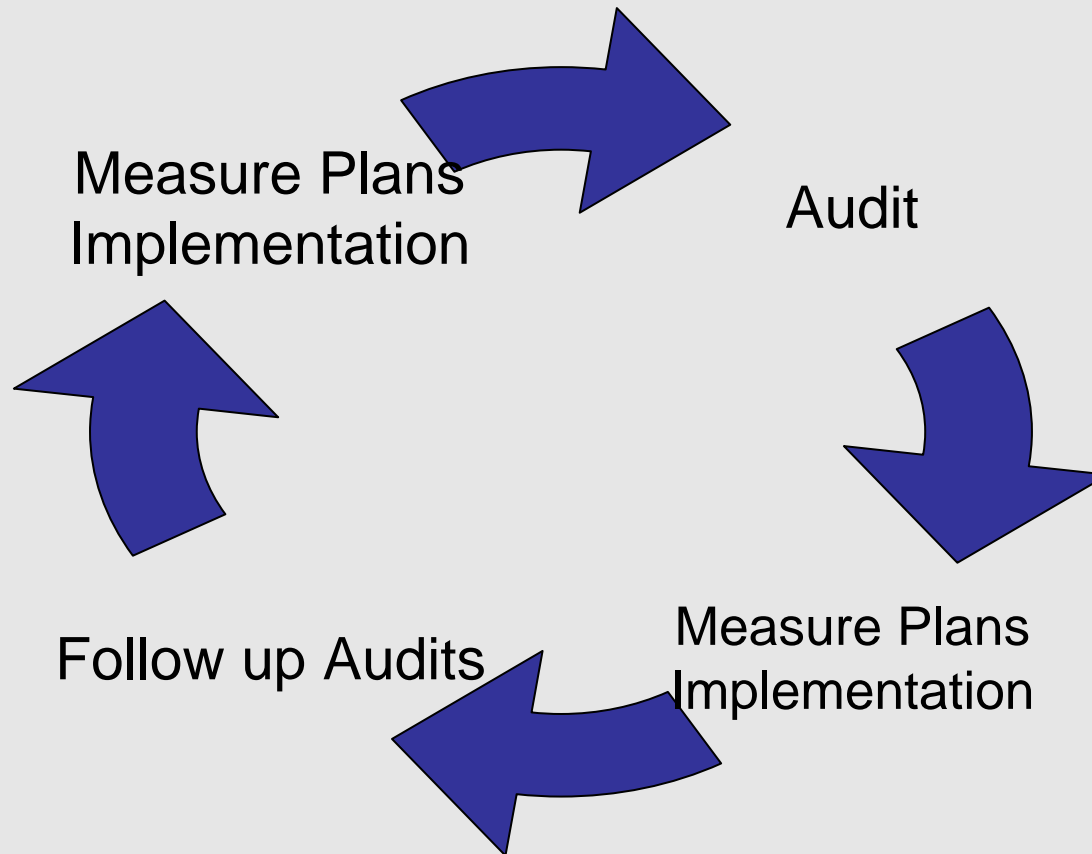 Measure Plans
Implementation
Audit
Measure Plans
Implementation
Follow up Audits